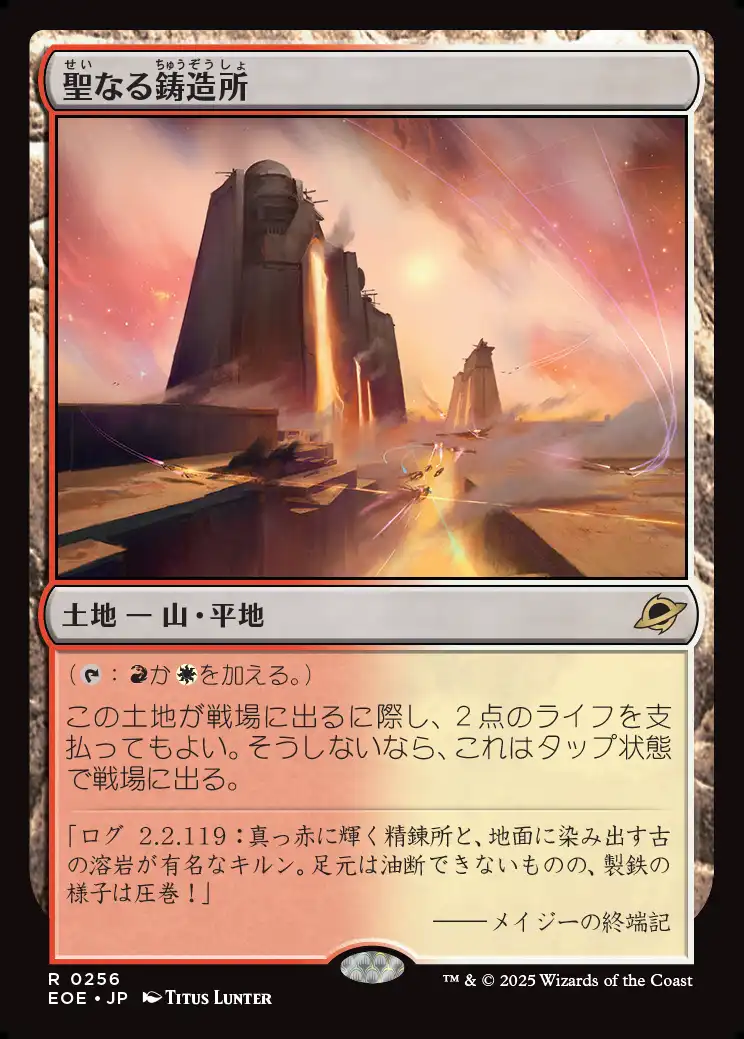 聖なる鋳造所
せい ちゅうぞうしょ
土地 — 山・平地
（ : か を加える。）
この土地が戦場に出るに際し、２点のライフを支
払ってもよい。そうしないなら、これはタップ状態
で戦場に出る。
「ログ 2.2.119：真っ赤に輝く精錬所と、地面に染み出す古
の溶岩が有名なキルン。足元は油断できないものの、製鉄の
様子は圧巻！」
―― メイジーの終端記
R 0256
EOE • JP Titus Lunter
™ & © 2025 Wizards of the Coast